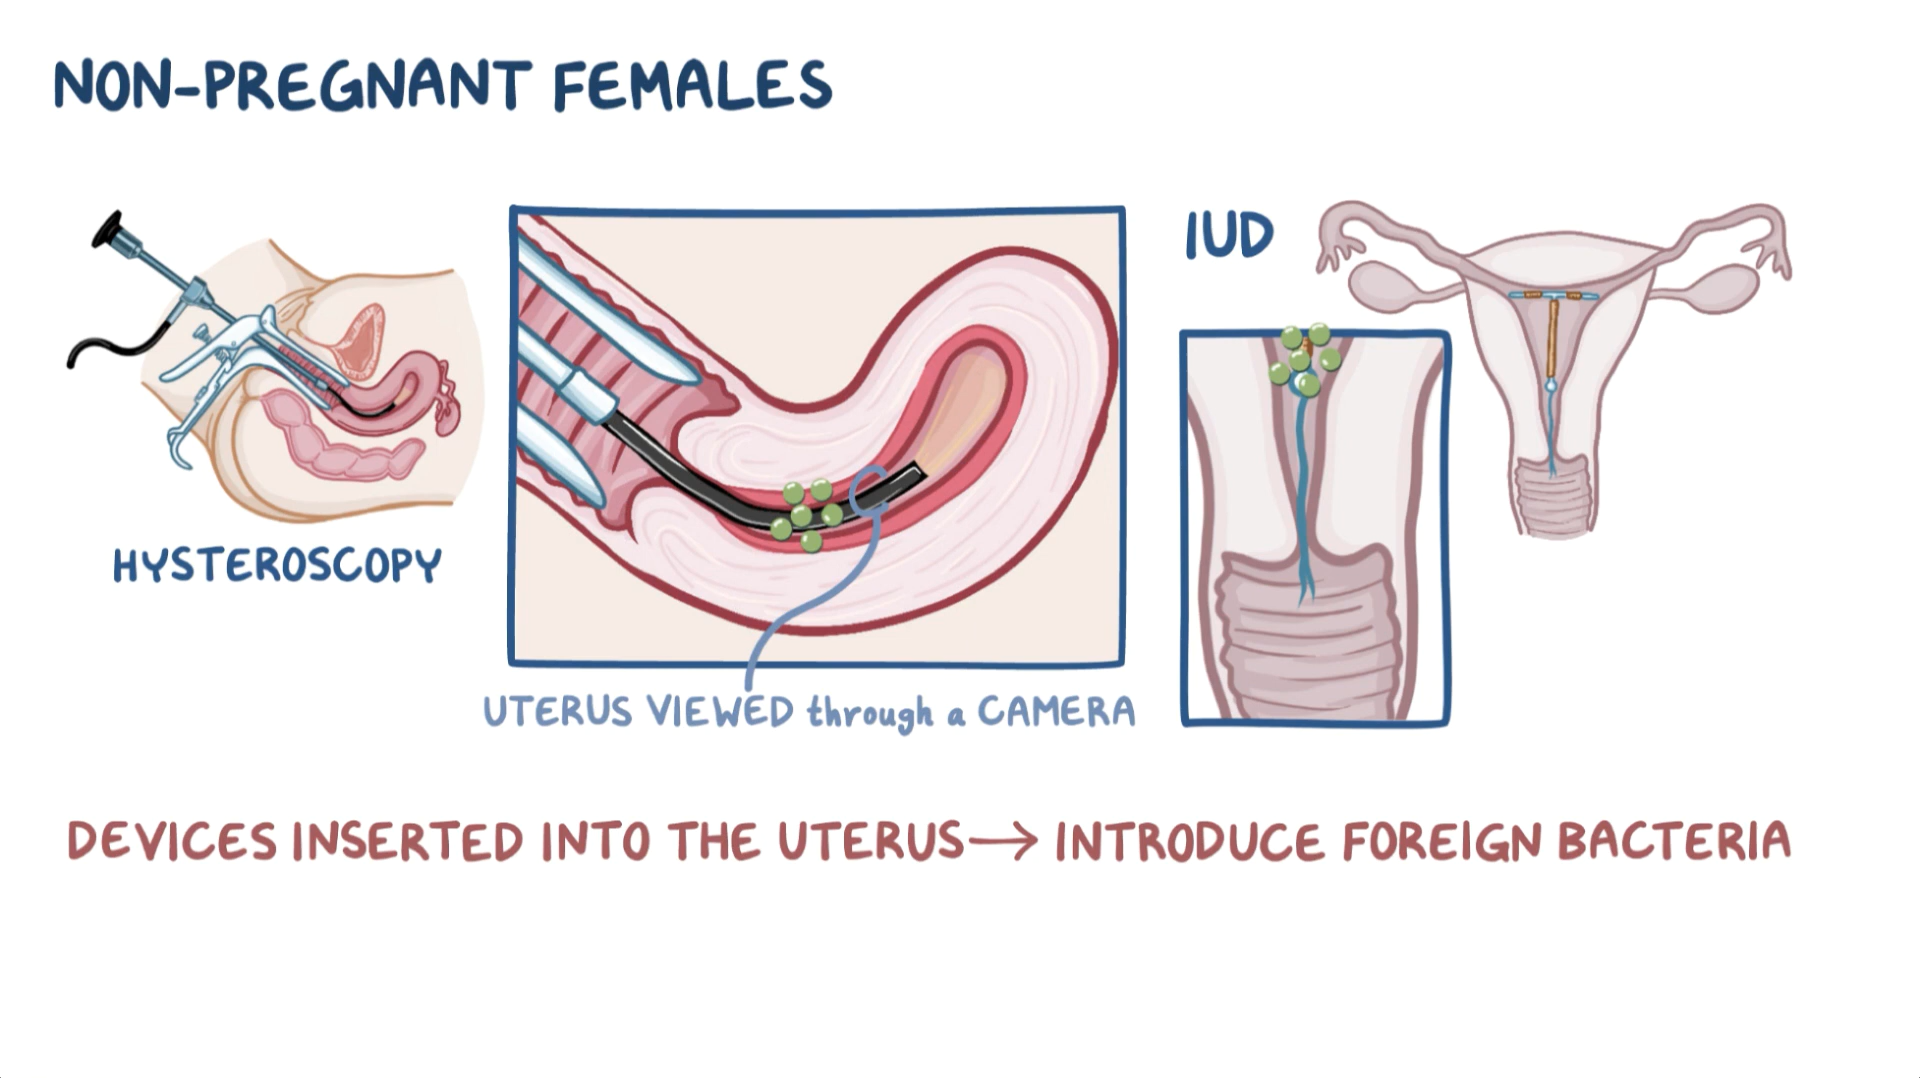 NON-PREGNANT FEMALES
HYSTEROSCOPY
UTERUS VIEWED through a CAMERA
IUD
DEVICES INSERTED INTO THE UTERUS → INTRODUCE FOREIGN BACTERIA